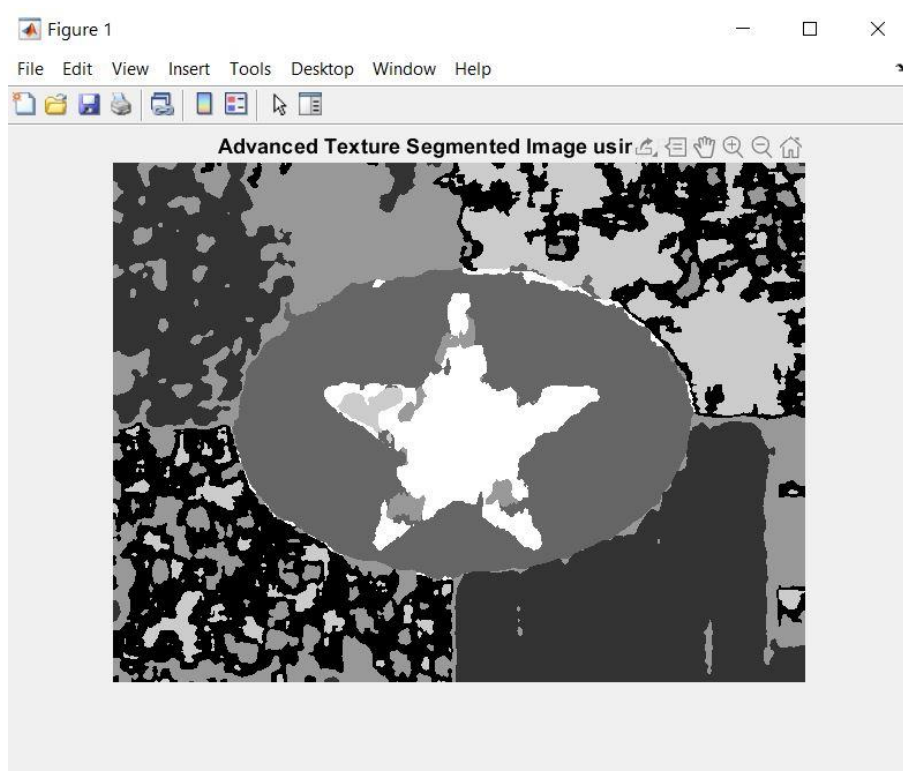 Figure 1
File Edit View Insert Tools Desktop Window Help
Advanced Texture Segmented Image usir